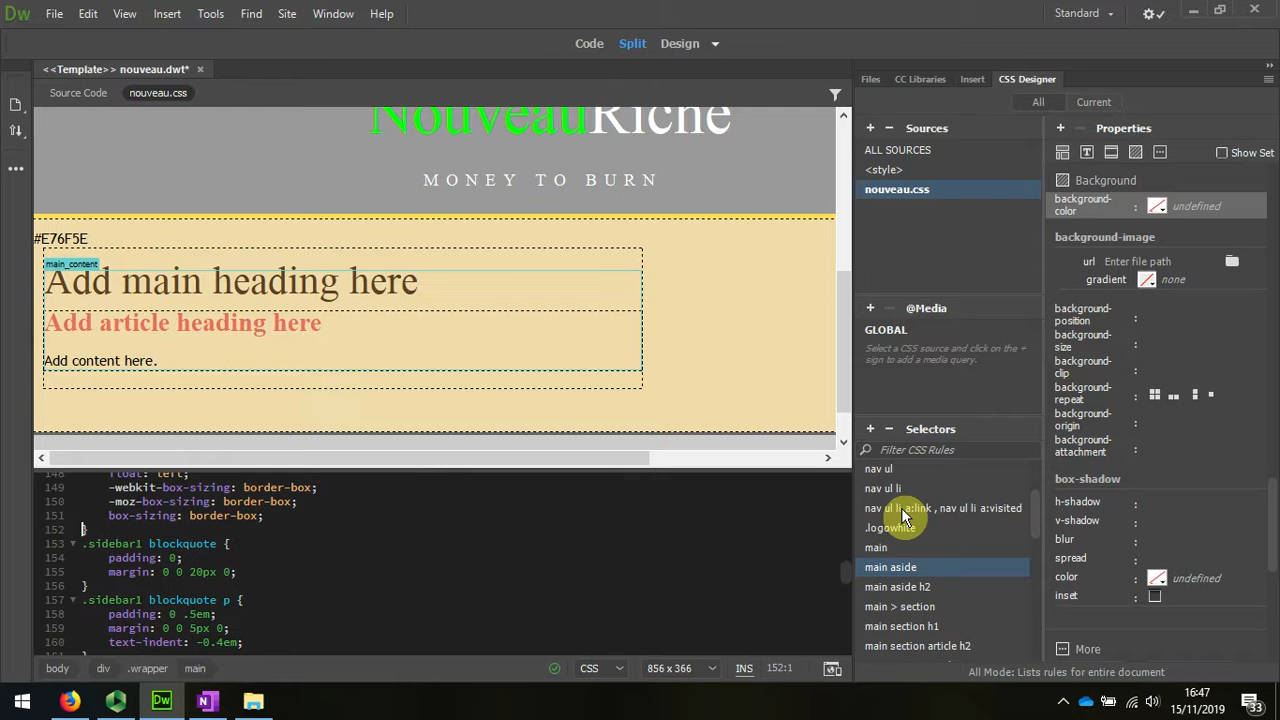 Dw File Edit View Insert Tools Find Site Window Help Standard
Code Split Design
<<Template>> nouveau.dwt* ×
Source Code nouveau.css
NouveauRiche
MONEY TO BURN
#E76F5E
main_content
Add main heading here
Add article heading here
Add content here.
148 float: left;
149 -webkit-box-sizing: border-box;
150 -moz-box-sizing: border-box;
151 box-sizing: border-box;
152 }
153 .sidebar1 blockquote {
154 padding: 0;
155 margin: 0 0 20px 0;
156 }
157 .sidebar1 blockquote p {
158 padding: 0 .5em;
159 margin: 0 0 5px 0;
160 text-indent: -0.4em;
161 }
body div .wrapper main CSS 856 x 366 INS 152:1
Files CC Libraries Insert CSS Designer
All Current
Sources
ALL SOURCES
<style>
nouveau.css
@Media
GLOBAL
Select a CSS source and click on the +
sign to add a media query.
Selectors
Filter CSS Rules
nav ul
nav ul li
nav ul li a:link , nav ul li a:visited
.logowhite
main
main aside
main aside h2
main > section
main section h1
main section article h2
Properties
Show Set
Background
background-
color : undefined
background-image
url Enter file path
gradient : none
background-
position :
background-
size :
background-
clip :
background-
repeat :
background-
origin :
background-
attachment :
box-shadow
h-shadow :
v-shadow :
blur :
spread :
color : undefined
inset :
More
All Mode: Lists rules for entire document
16:47
15/11/2019
33